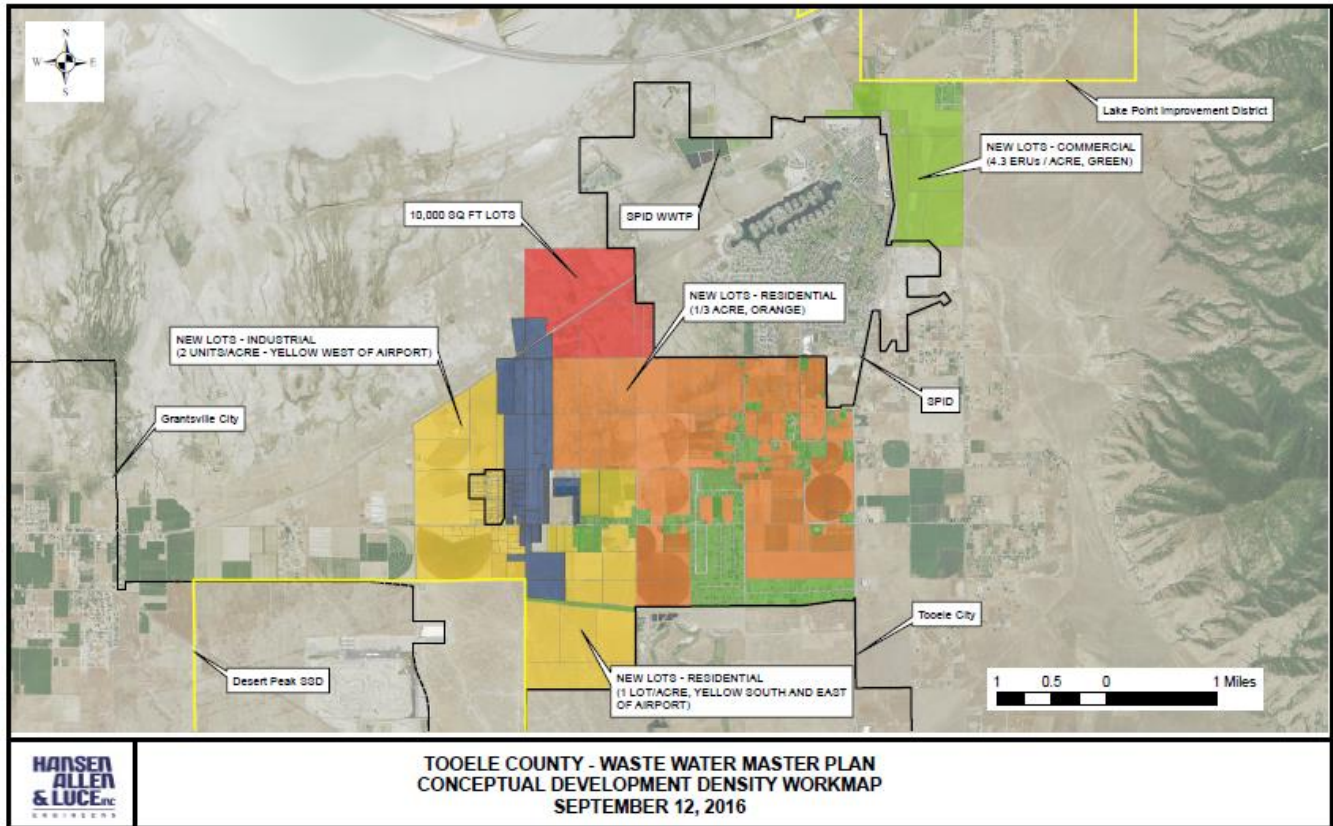 N
W E
S
Lake Point Improvement District
NEW LOTS - COMMERCIAL
(4.3 ERUs / ACRE, GREEN)
10,000 SQ FT LOTS
SPID WWTP
NEW LOTS - RESIDENTIAL
(1/3 ACRE, ORANGE)
NEW LOTS - INDUSTRIAL
(2 UNITS/ACRE - YELLOW WEST OF AIRPORT)
Grantsville City
SPID
Tooele City
Desert Peak SSD
NEW LOTS - RESIDENTIAL
(1 LOT/ACRE, YELLOW SOUTH AND EAST
OF AIRPORT)
1 0.5 0 1 Miles
HANSEN
ALLEN
& LUCE INC
ENGINEERS
TOOELE COUNTY - WASTE WATER MASTER PLAN
CONCEPTUAL DEVELOPMENT DENSITY WORKMAP
SEPTEMBER 12, 2016